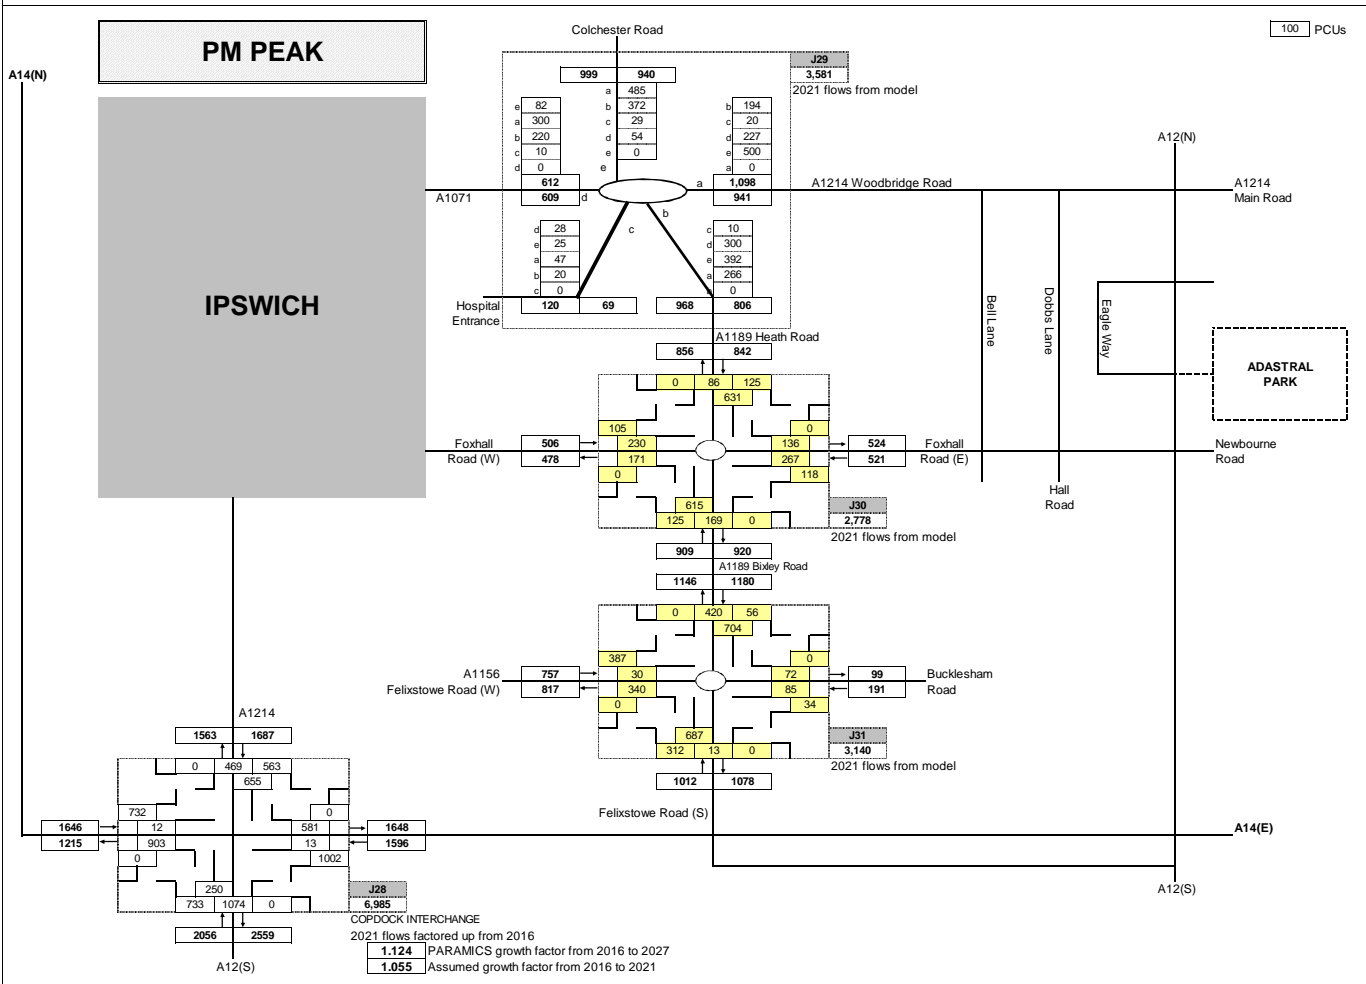 Colchester Road
100 PCUs
PM PEAK
A14(N)
J29
999 940
3,581
2021 flows from model
a 485
e 82
b 372
b 194
a 300
c 29
c 20
b 220
d 54
d 227
A12(N)
c 10
e 0
e 500
d 0
e
a 0
612
a
1,098
A1214 Woodbridge Road
A1214
A1071
609
d
941
Main Road
b
c
d 28
c 10
e 25
d 300
a 47
e 392
b 20
a 266
c 0
0
IPSWICH
Hospital
Entrance
120 69
968 806
Bell Lane
Dobbs Lane
Eagle Way
A1189 Heath Road
856 842
ADASTRAL
PARK
0 86 125
631
105
0
Foxhall
Road (W)
506
478
230
171
136
267
524
521
Foxhall
Road (E)
Newbourne
Road
0
118
Hall
Road
615
J30
125 169 0
2,778
2021 flows from model
909 920
A1189 Bixley Road
1146 1180
0 420 56
704
387
0
A1156
Felixstowe Road (W)
757
817
30
340
72
85
99
191
Bucklesham
Road
0
34
A1214
687
J31
1563 1687
312 13 0
3,140
2021 flows from model
0 469 563
1012 1078
655
732
0
Felixstowe Road (S)
1646
1215
12
903
581
13
1648
1596
A14(E)
0
1002
250
J28
A12(S)
733 1074 0
6,985
COPDOCK INTERCHANGE
2056 2559
2021 flows factored up from 2016
1.124 PARAMICS growth factor from 2016 to 2027
A12(S)
1.055 Assumed growth factor from 2016 to 2021